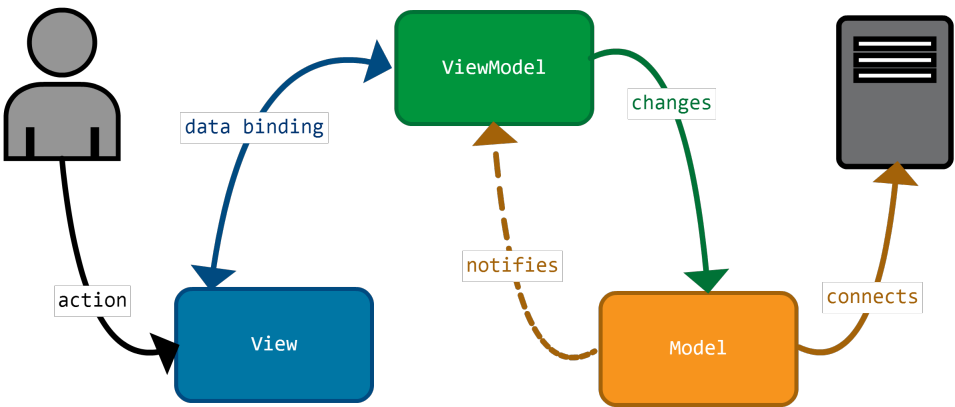 ViewModel
changes
data binding
notifies
action
connects
View
Model